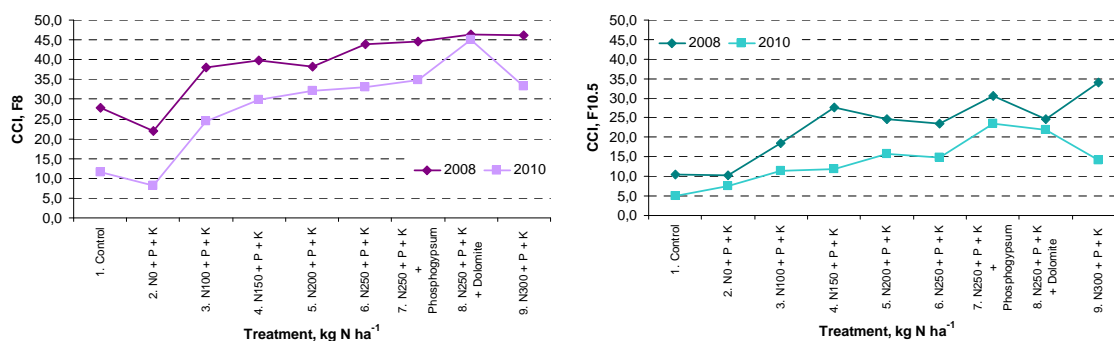 CCI, F8
50,0
45,0
40,0
35,0
30,0
25,0
20,0
15,0
10,0
5,0
0,0
2008
2010
1. Control
2. N0 + P + K
3. N100 + P + K
4. N150 + P + K
5. N200 + P + K
6. N250 + P + K
7. N250 + P + K
+
Phosphogypsum
8. N250 + P + K
+ Dolomite
9. N300 + P + K
Treatment, kg N ha⁻¹
CCI, F10.5
50,0
45,0
40,0
35,0
30,0
25,0
20,0
15,0
10,0
5,0
0,0
2008
2010
1. Control
2. N0 + P + K
3. N100 + P + K
4. N150 + P + K
5. N200 + P + K
6. N250 + P + K
7. N250 + P + K
+
Phosphogypsum
8. N250 + P + K
+ Dolomite
9. N300 + P + K
Treatment, kg N ha⁻¹